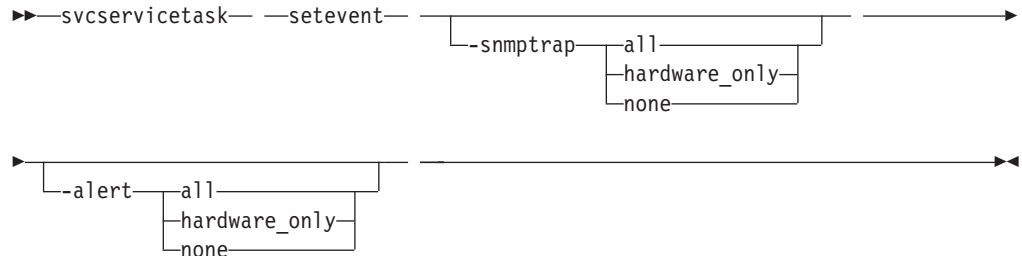 svcservicetask setevent
-snmptrap all
hardware_only
none
-alert all
hardware_only
none